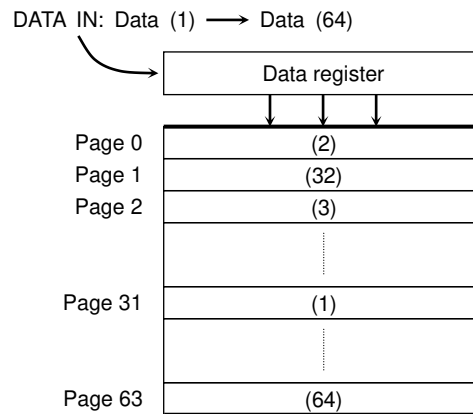 DATA IN: Data (1) → Data (64)
Data register
Page 0 (2)
Page 1 (32)
Page 2 (3)
Page 31 (1)
Page 63 (64)